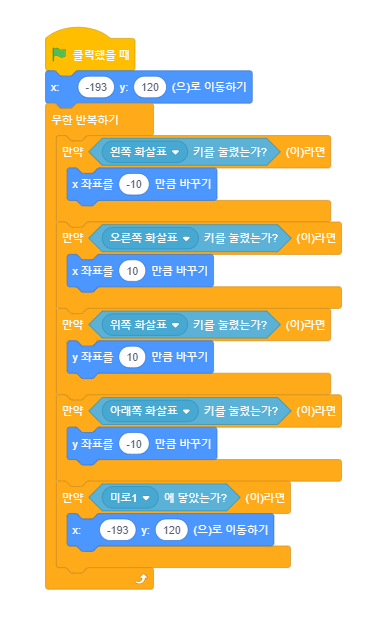 클릭했을 때
x: -193 y: 120 (으)로 이동하기
무한 반복하기
만약 왼쪽 화살표 키를 눌렀는가? (이)라면
x 좌표를 -10 만큼 바꾸기
만약 오른쪽 화살표 키를 눌렀는가? (이)라면
x 좌표를 10 만큼 바꾸기
만약 위쪽 화살표 키를 눌렀는가? (이)라면
y 좌표를 10 만큼 바꾸기
만약 아래쪽 화살표 키를 눌렀는가? (이)라면
y 좌표를 -10 만큼 바꾸기
만약 미로1 에 닿았는가? (이)라면
x: -193 y: 120 (으)로 이동하기